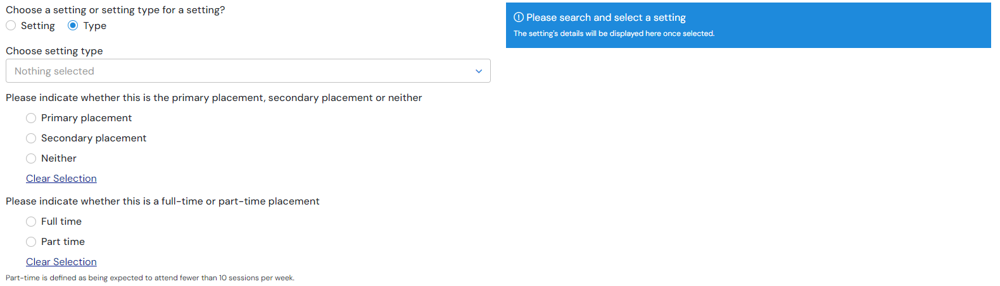 Choose a setting or setting type for a setting?
Setting Type
Choose setting type
Nothing selected
Please indicate whether this is the primary placement, secondary placement or neither
Primary placement
Secondary placement
Neither
Clear Selection
Please indicate whether this is a full-time or part-time placement
Full time
Part time
Clear Selection
Part-time is defined as being expected to attend fewer than 10 sessions per week.
Please search and select a setting
The setting's details will be displayed here once selected.